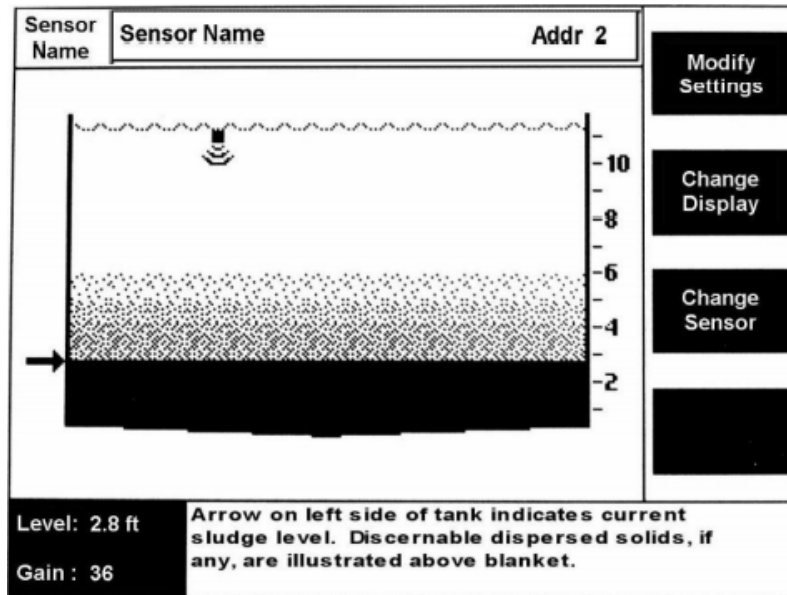 Sensor
Name
Sensor Name
Addr 2
Modify
Settings
Change
Display
Change
Sensor
10
8
6
4
2
Level: 2.8 ft
Gain : 36
Arrow on left side of tank indicates current
sludge level. Discernable dispersed solids, if
any, are illustrated above blanket.